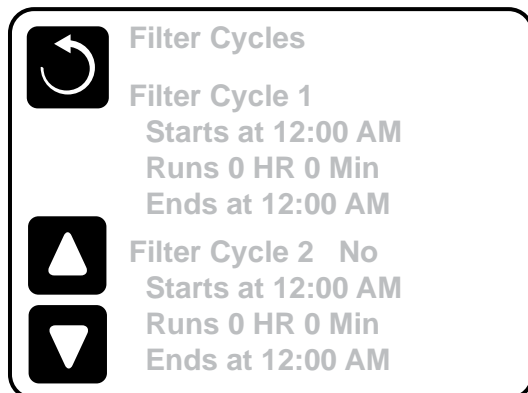 Filter Cycles
Filter Cycle 1
Starts at 12:00 AM
Runs 0 HR 0 Min
Ends at 12:00 AM
Filter Cycle 2 No
Starts at 12:00 AM
Runs 0 HR 0 Min
Ends at 12:00 AM